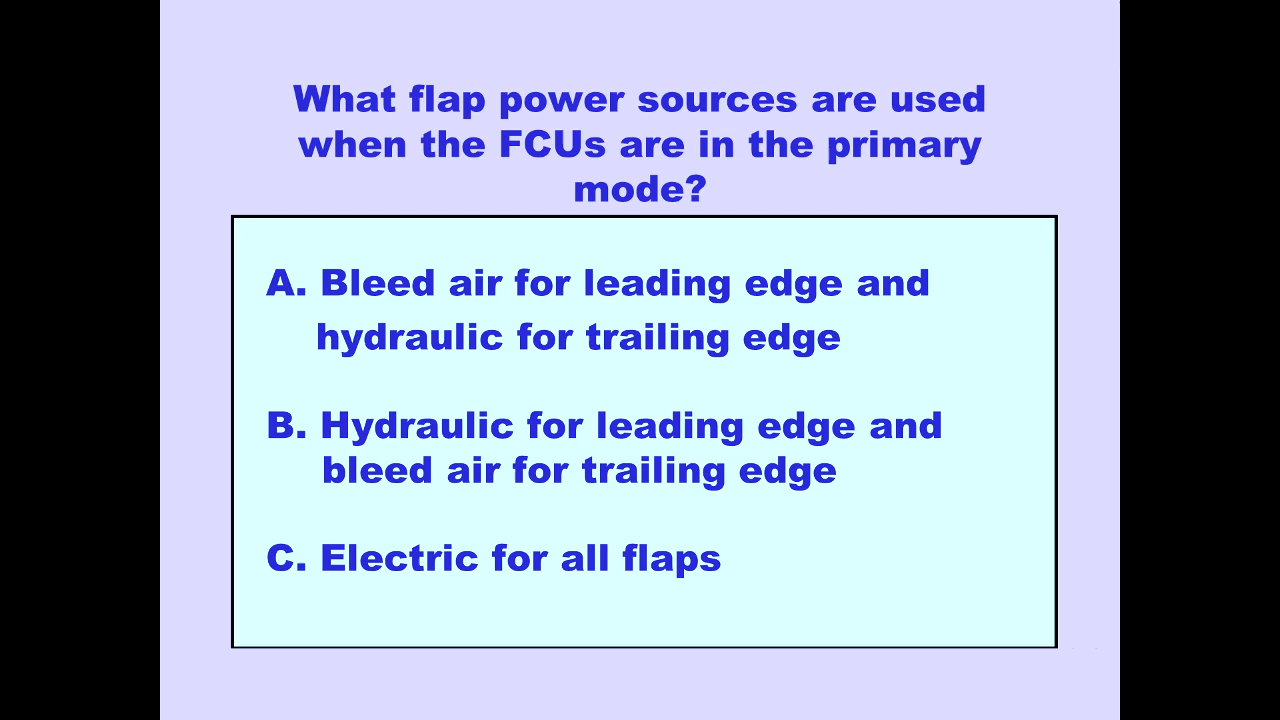 What flap power sources are used
when the FCUs are in the primary
mode?
A. Bleed air for leading edge and
hydraulic for trailing edge
B. Hydraulic for leading edge and
bleed air for trailing edge
C. Electric for all flaps